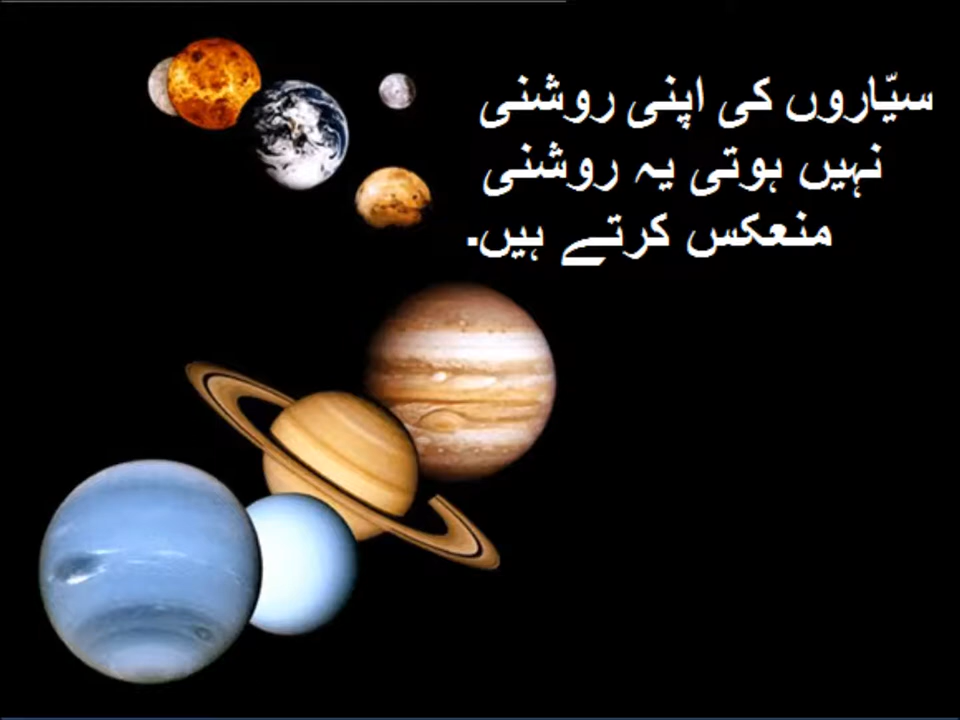 سیّاروں کی اپنی روشنی
نہیں ہوتی یہ روشنی
منعکس کرتے ہیں۔